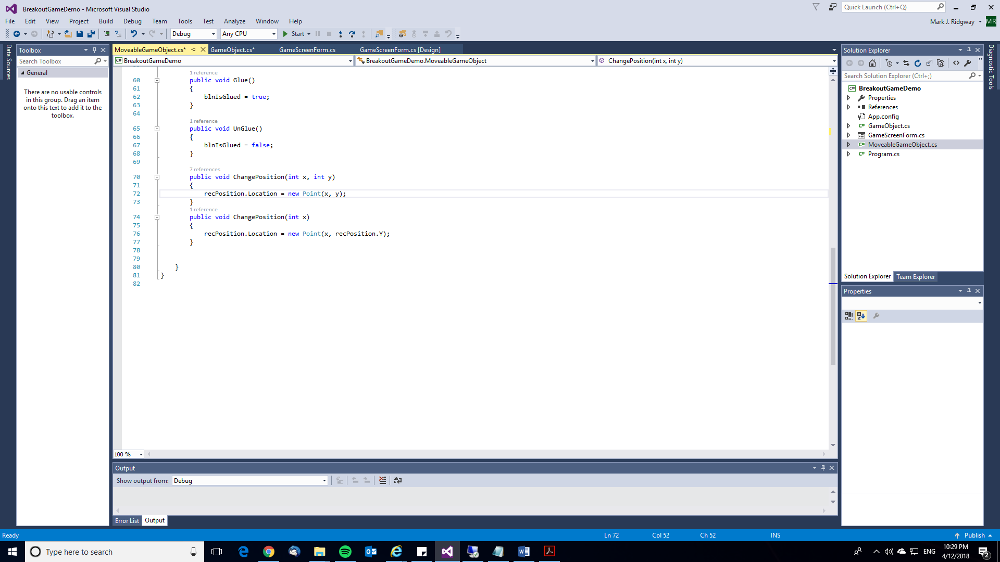 BreakoutGameDemo - Microsoft Visual Studio
Quick Launch (Ctrl+Q)
File Edit View Project Build Debug Team Tools Test Analyze Window Help
Mark J. Ridgway MR
Debug Any CPU Start
Data Sources
Toolbox
Search Toolbox
General
There are no usable controls
in this group. Drag an item
onto this text to add it to the
toolbox.
MoveableGameObject.cs* GameObject.cs* GameScreenForm.cs GameScreenForm.cs [Design]
C# BreakoutGameDemo BreakoutGameDemo.MoveableGameObject ChangePosition(int x, int y)
1 reference
60 public void Glue()
61 {
62 blnIsGlued = true;
63 }
64
1 reference
65 public void UnGlue()
66 {
67 blnIsGlued = false;
68 }
69
7 references
70 public void ChangePosition(int x, int y)
71 {
72 recPosition.Location = new Point(x, y);
73 }
1 reference
74 public void ChangePosition(int x)
75 {
76 recPosition.Location = new Point(x, recPosition.Y);
77 }
78
79
80 }
81 }
82
100 %
Output
Show output from: Debug
Error List Output
Solution Explorer
Search Solution Explorer (Ctrl+;)
C# BreakoutGameDemo
Properties
References
App.config
C# GameObject.cs
GameScreenForm.cs
C# MoveableGameObject.cs
C# Program.cs
Solution Explorer Team Explorer
Properties
Diagnostic Tools
Ready Ln 72 Col 52 Ch 52 INS Publish
Type here to search
ENG
10:29 PM
4/12/2018
2